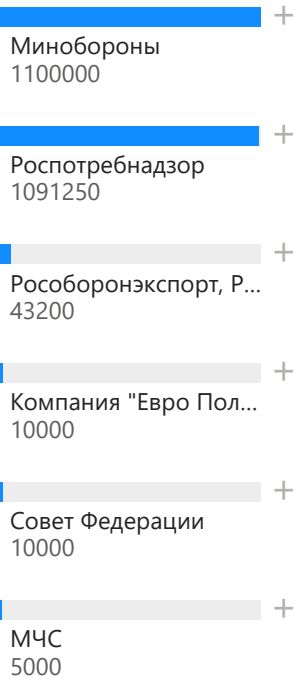 Минобороны
1100000
Роспотребнадзор
1091250
Рособоронэкспорт, Р...
43200
Компания "Евро Пол...
10000
Совет Федерации
10000
МЧС
5000